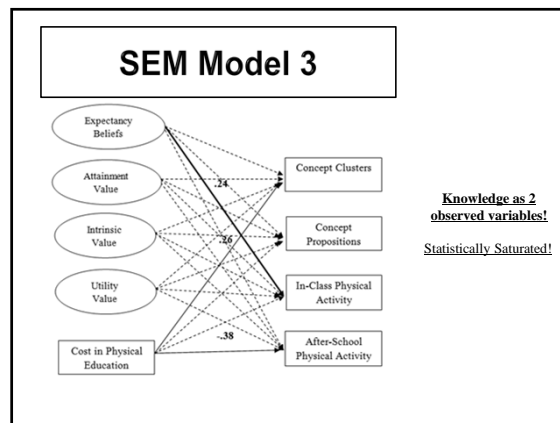 SEM Model 3
Expectancy
Beliefs
Attainment
Value
Intrinsic
Value
Utility
Value
Cost in Physical
Education
.24
.26
-.38
Concept Clusters
Concept
Propositions
In-Class Physical
Activity
After-School
Physical Activity
Knowledge as 2
observed variables!
Statistically Saturated!